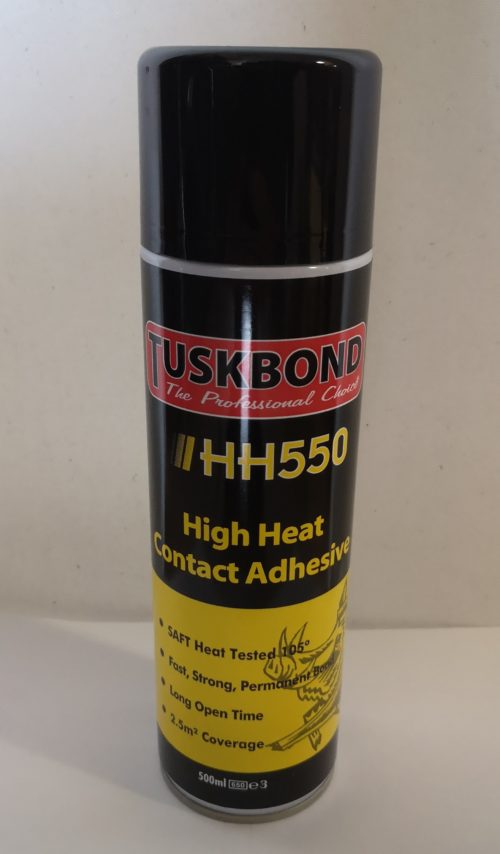 TUSKBOND
The Professional Choice
HH550
High Heat
Contact Adhesive
• SAFT Heat Tested 105°
• Fast, Strong, Permanent Bond
• Long Open Time
• 2.5m² Coverage
500ml 650 ℮ 3